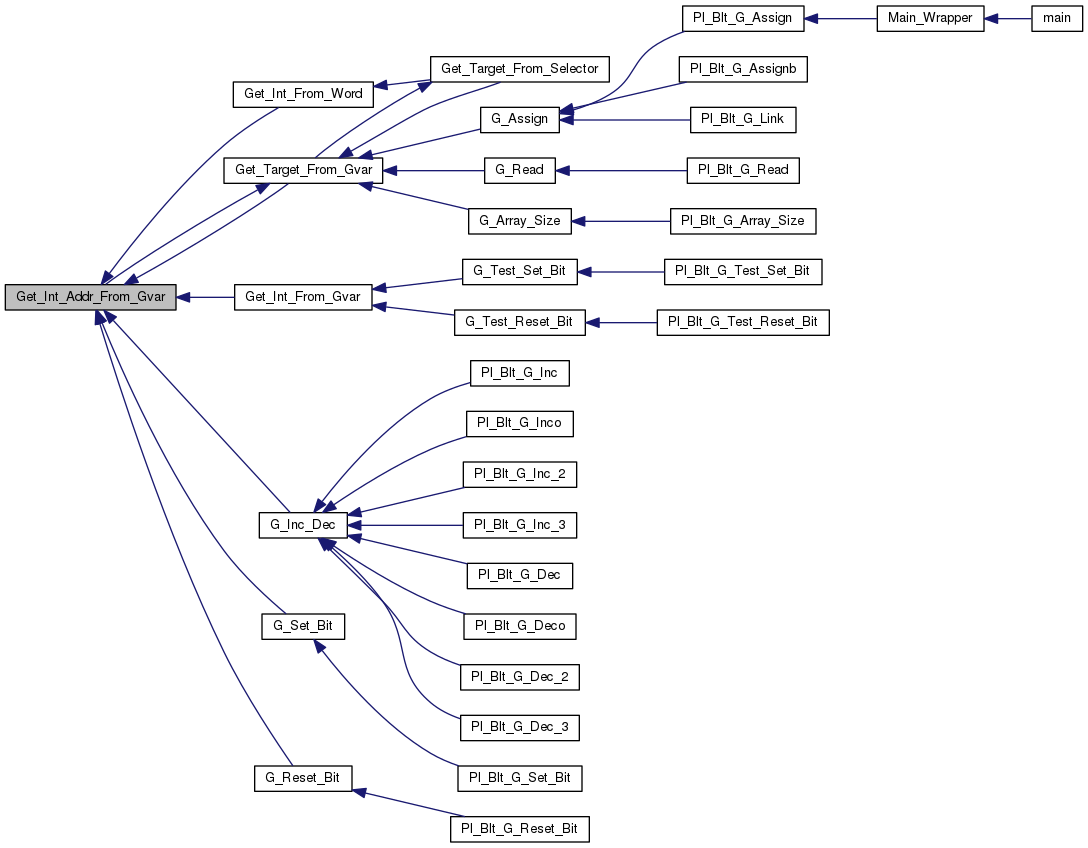 Pl_Blt_G_Assign
Main_Wrapper
main
Get_Target_From_Selector
Pl_Blt_G_Assignb
Get_Int_From_Word
G_Assign
Pl_Blt_G_Link
Get_Target_From_Gvar
G_Read
Pl_Blt_G_Read
G_Array_Size
Pl_Blt_G_Array_Size
Get_Int_Addr_From_Gvar
Get_Int_From_Gvar
G_Test_Set_Bit
Pl_Blt_G_Test_Set_Bit
G_Test_Reset_Bit
Pl_Blt_G_Test_Reset_Bit
Pl_Blt_G_Inc
Pl_Blt_G_Inco
Pl_Blt_G_Inc_2
G_Inc_Dec
Pl_Blt_G_Inc_3
Pl_Blt_G_Dec
Pl_Blt_G_Deco
G_Set_Bit
Pl_Blt_G_Dec_2
Pl_Blt_G_Dec_3
G_Reset_Bit
Pl_Blt_G_Set_Bit
Pl_Blt_G_Reset_Bit